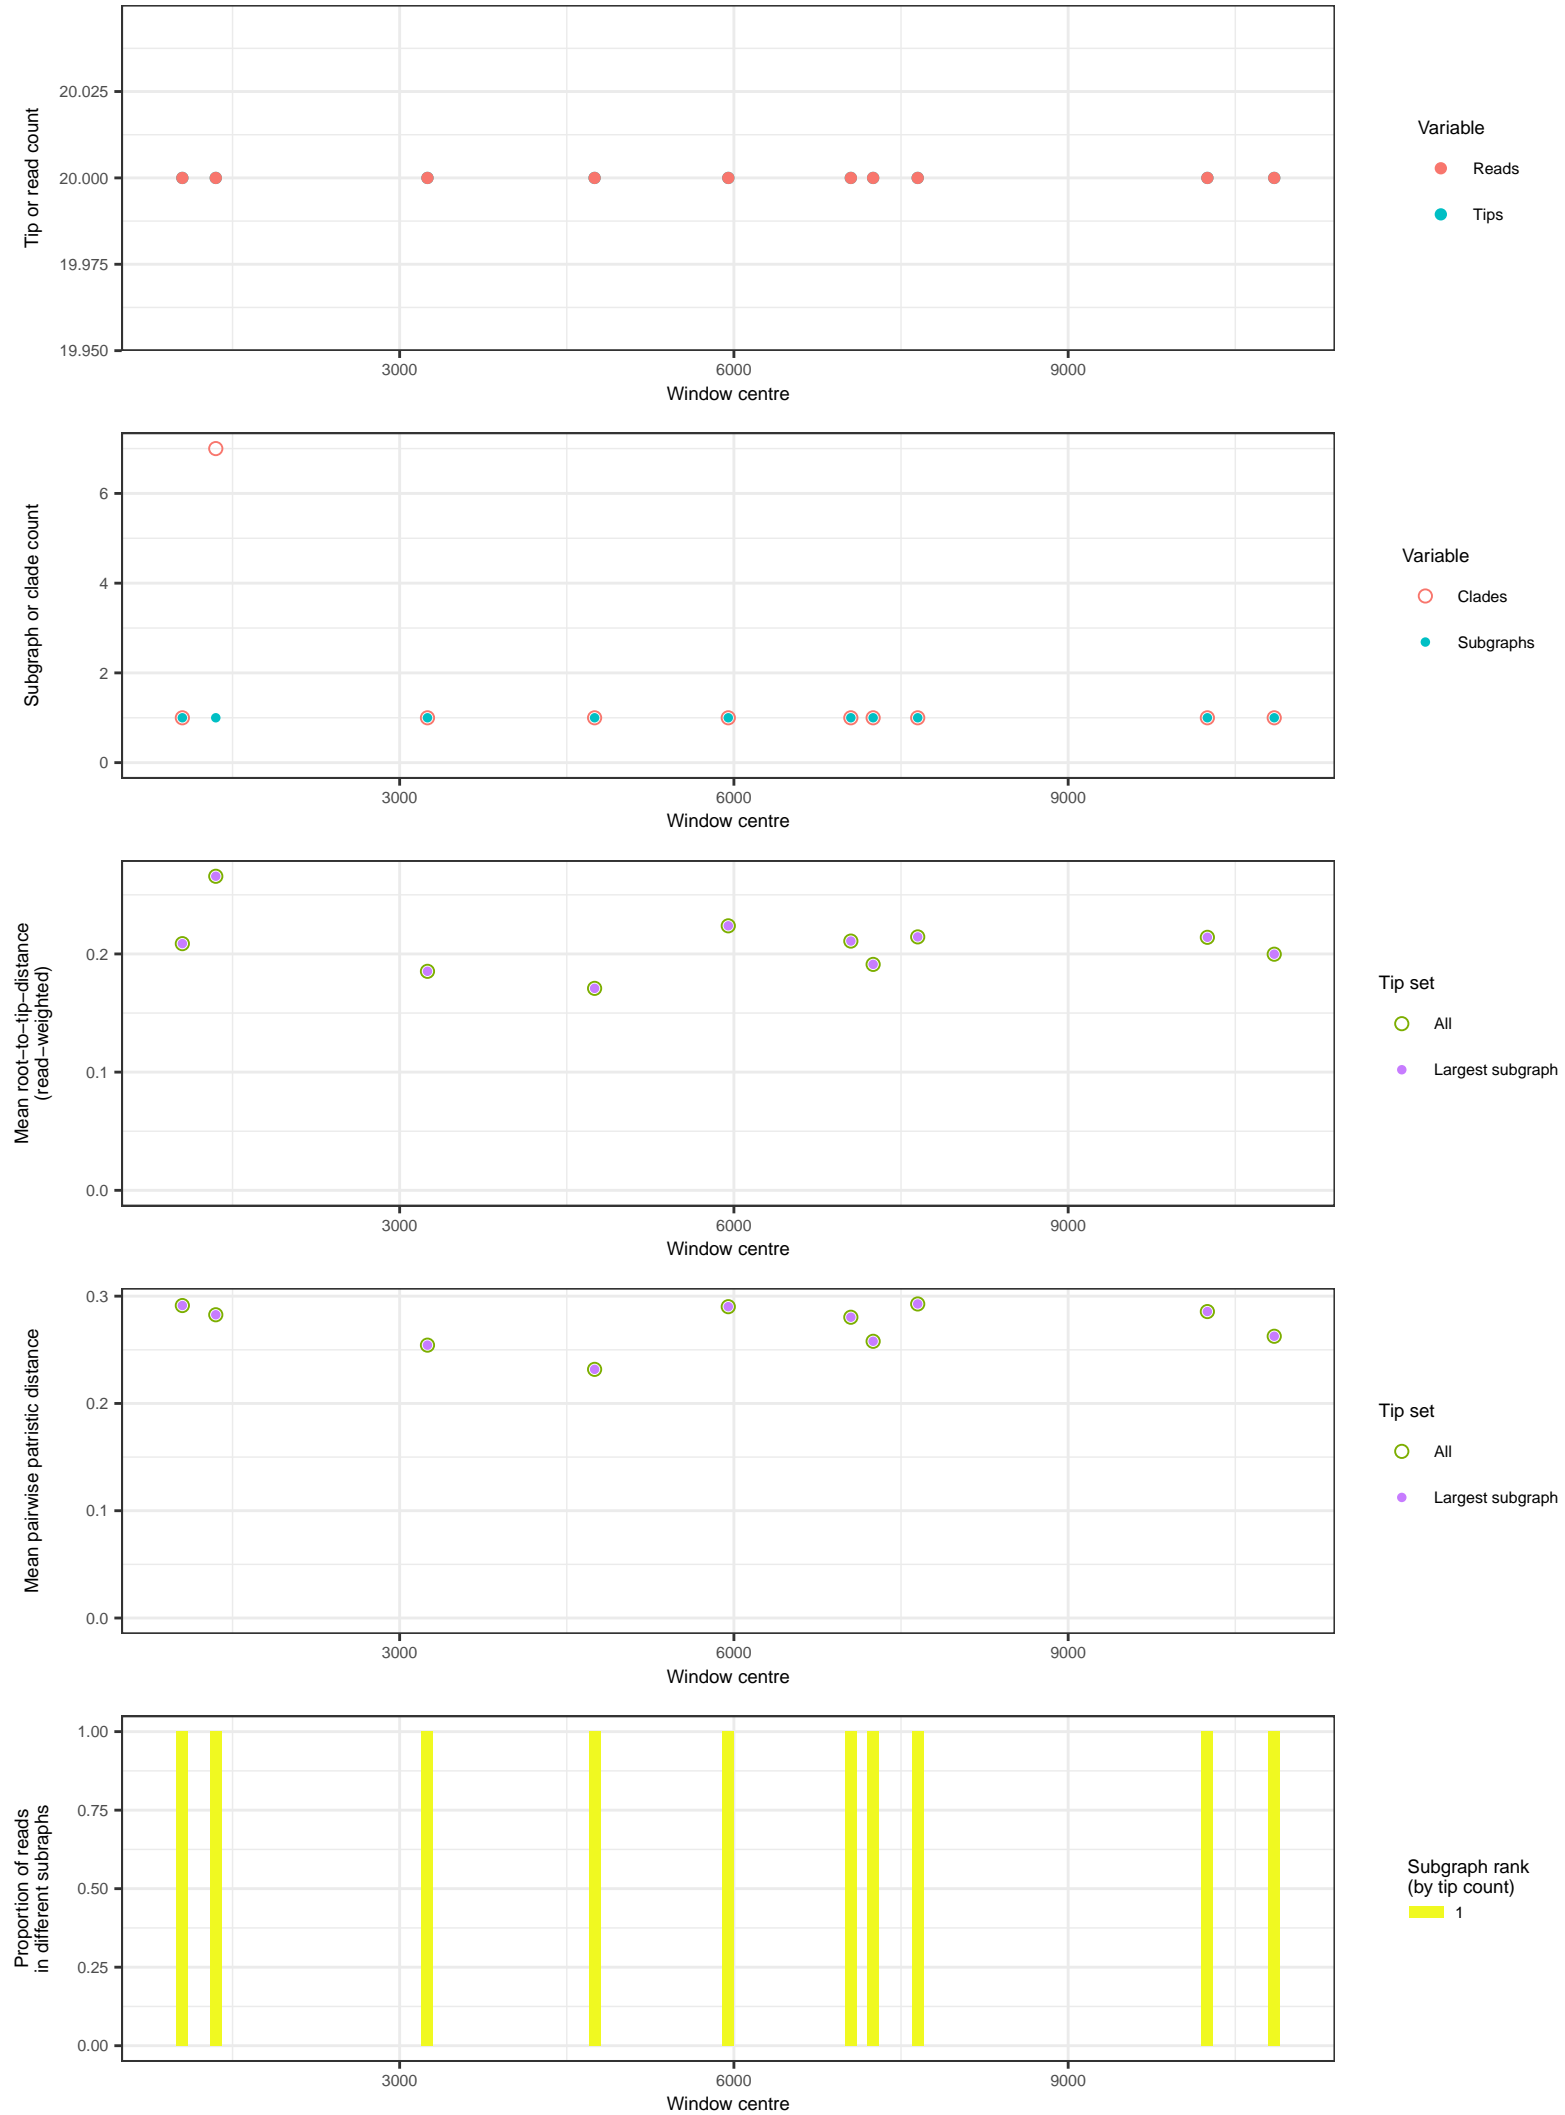 20.025
20.000
19.975
19.950
Tip or read count
3000
6000
9000
Window centre
Variable
Reads
Tips
6
4
2
0
Subgraph or clade count
3000
6000
9000
Window centre
Variable
Clades
Subgraphs
0.2
0.1
0.0
Mean root−to−tip−distance
(read−weighted)
3000
6000
9000
Window centre
Tip set
All
Largest subgraph
0.3
0.2
0.1
0.0
Mean pairwise patristic distance
3000
6000
9000
Window centre
Tip set
All
Largest subgraph
1.00
0.75
0.50
0.25
0.00
Proportion of reads
in different subraphs
3000
6000
9000
Window centre
Subgraph rank
(by tip count)
1